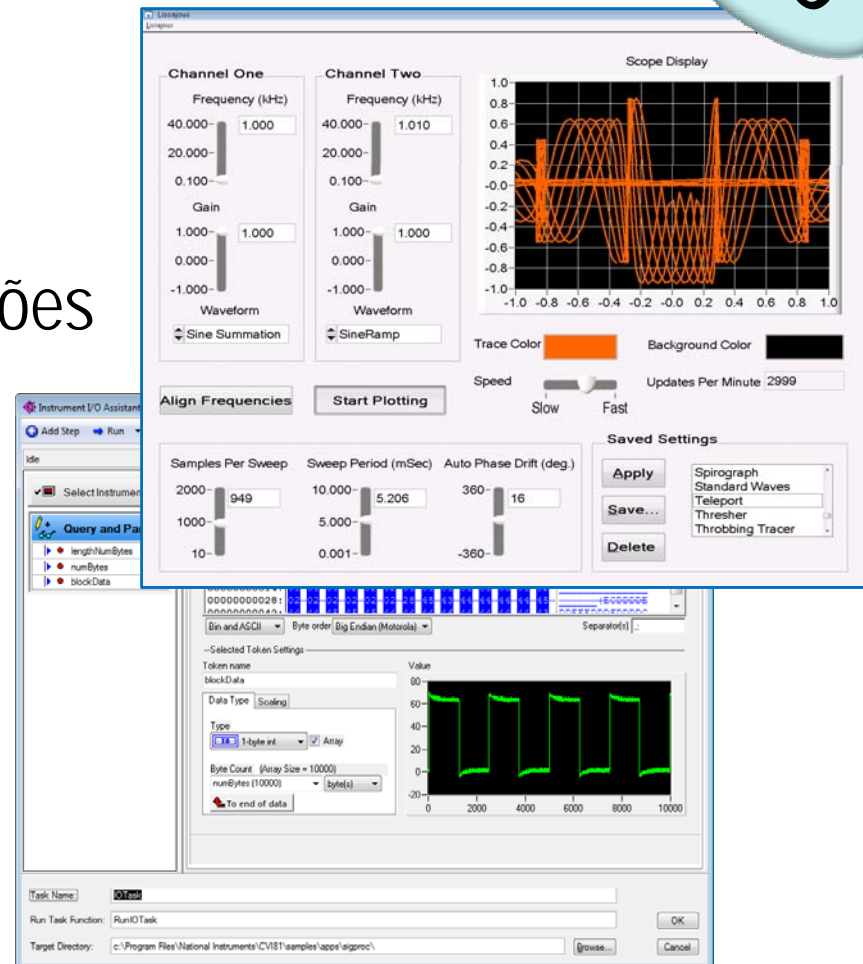 Lissajous
Lissajous
ões
Channel One
Channel Two
Scope Display
Frequency (kHz)
Frequency (kHz)
40.000
1.000
40.000
1.010
20.000
20.000
0.100
0.100
Gain
Gain
1.000
1.000
1.000
1.000
0.000
0.000
-1.000
-1.000
Waveform
Waveform
Sine Summation
SineRamp
1.0
0.8
0.6
0.4
0.2
-0.0
-0.2
-0.4
-0.6
-0.8
-1.0
-1.0 -0.8 -0.6 -0.4 -0.2 -0.0 0.2 0.4 0.6 0.8 1.0
Trace Color
Background Color
Speed
Slow
Fast
Updates Per Minute 2999
Align Frequencies
Start Plotting
Samples Per Sweep
Sweep Period (mSec)
Auto Phase Drift (deg.)
2000
949
10.000
5.206
360
16
1000
5.000
10
0.001
-360
Saved Settings
Apply
Save...
Delete
Spirograph
Standard Waves
Teleport
Thresher
Throbbing Tracer
Instrument I/O Assistant
Add Step
Run
Idle
Select Instrumen
Query and Pa
lengthNumBytes
numBytes
blockData
Bin and ASCII
Byte order
Big Endian (Motorola)
Separator(s) ,;
Selected Token Settings
Token name
blockData
Data Type
Scaling
Type
1-byte int
Array
Byte Count (Array Size = 10000)
numBytes (10000)
byte(s)
To end of data
Value
80
60
40
20
0
-20
0 2000 4000 6000 8000 10000
Task Name:
IOTask
Run Task Function:
RunIOTask
Target Directory:
c:\Program Files\National Instruments\CVI81\samples\apps\sigproc\
Browse...
OK
Cancel